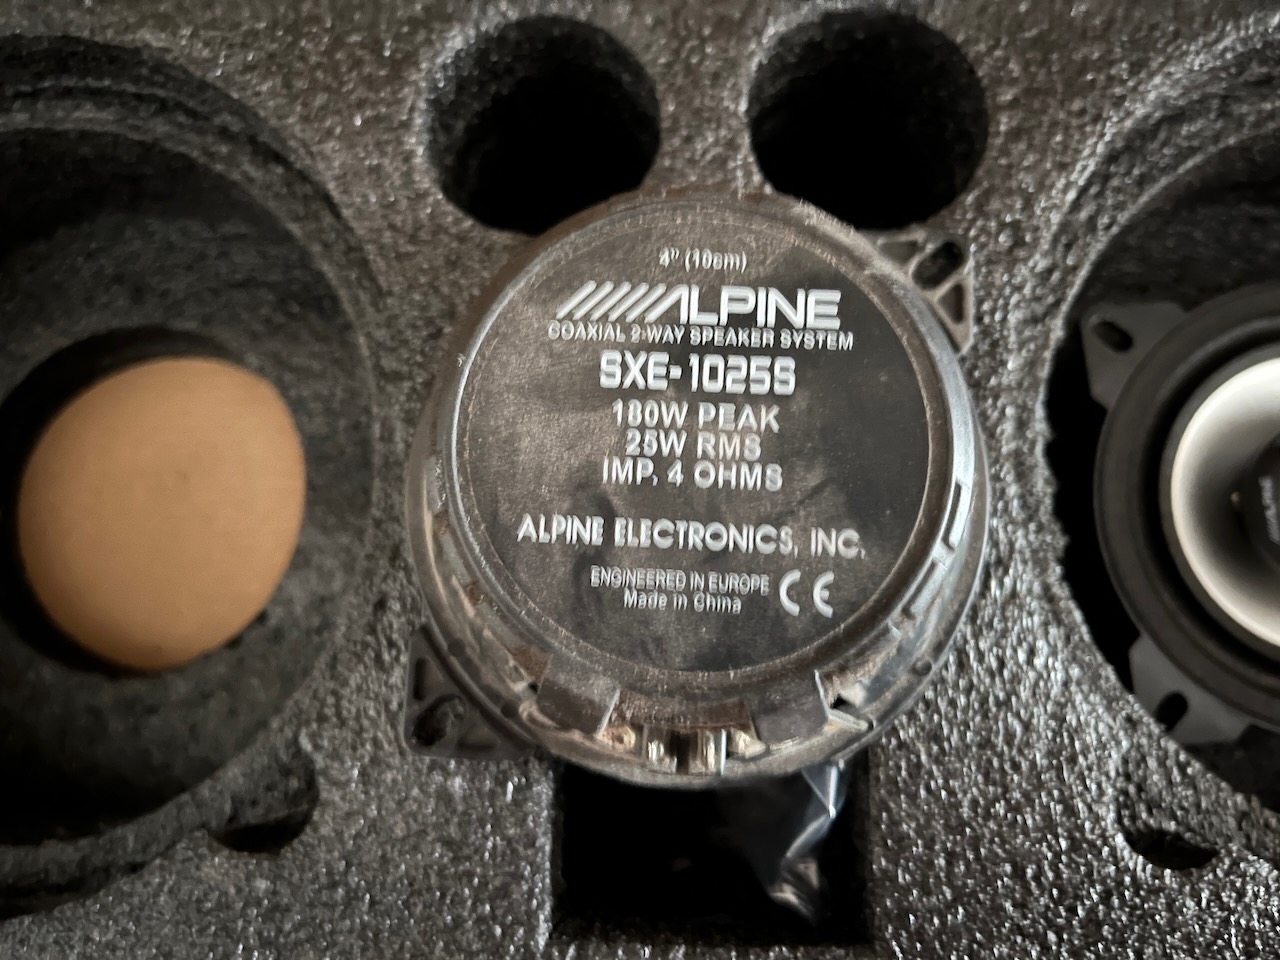 4" (10cm)
ALPINE
COAXIAL 2-WAY SPEAKER SYSTEM
SXE-1025S
180W PEAK
25W RMS
IMP. 4 OHMS
ALPINE ELECTRONICS, INC.
ENGINEERED IN EUROPE
Made in China
CE